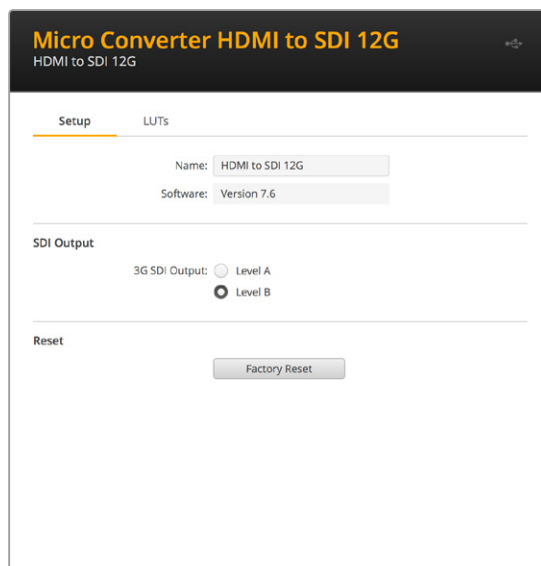 Micro Converter HDMI to SDI 12G
HDMI to SDI 12G
Setup LUTs
Name: HDMI to SDI 12G
Software: Version 7.6
SDI Output
3G SDI Output: Level A
Level B
Reset
Factory Reset